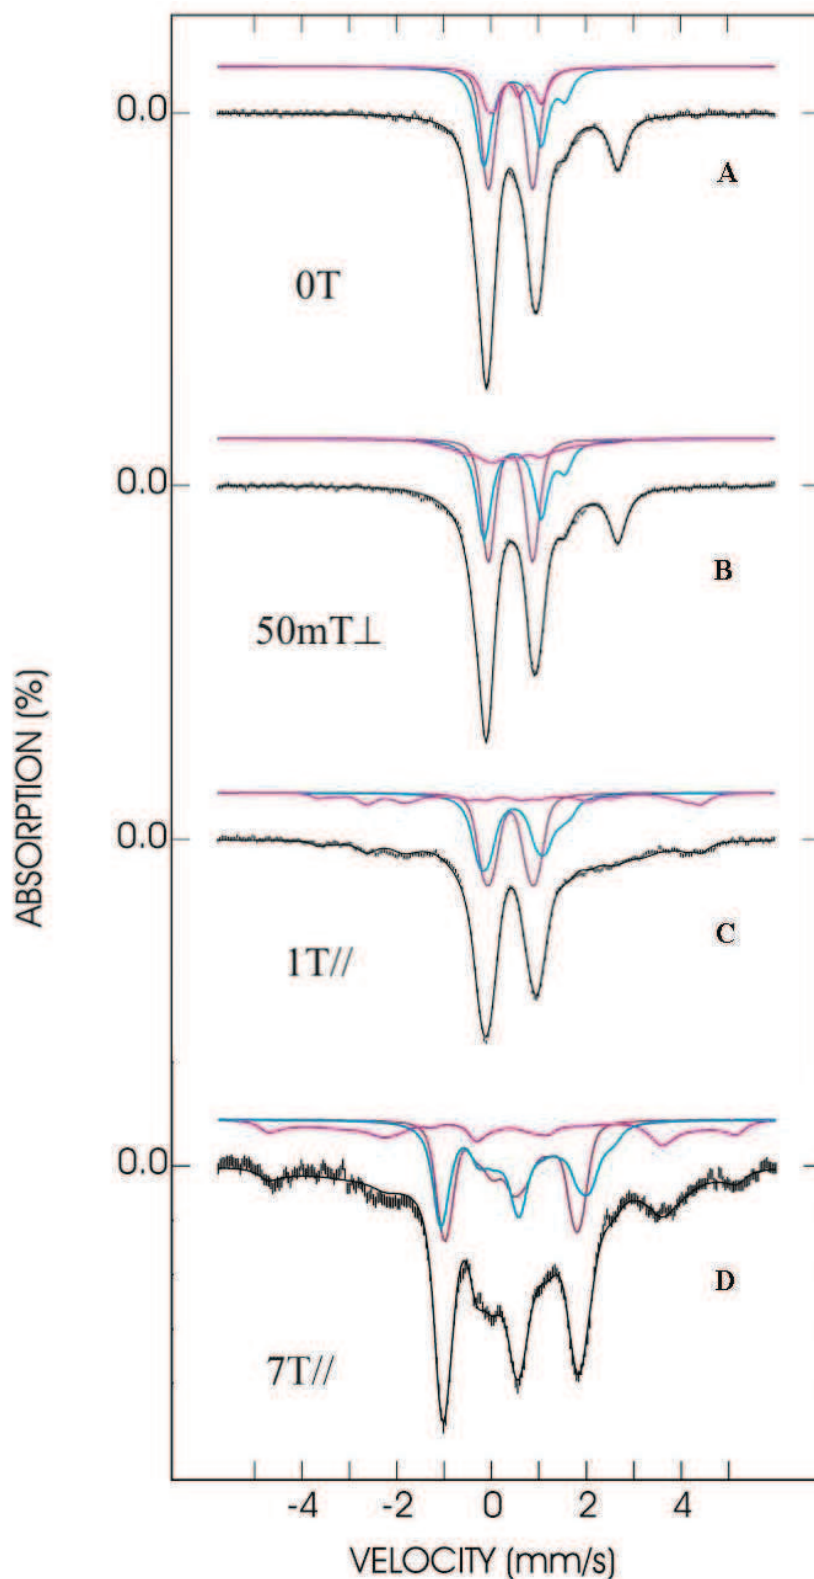 0.0
A
0T
0.0
B
50mT⊥
ABSORPTION (%)
0.0
C
1T//
0.0
D
7T//
-4 -2 0 2 4
VELOCITY (mm/s)